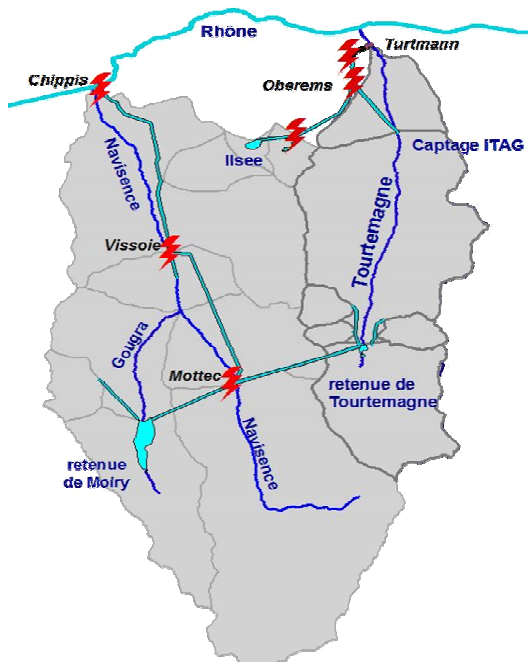 Rhône
Turtmann
Chippis
Oberems
Captage ITAG
Illsee
Navisence
Tourtemagne
Vissoie
Gougra
Mottec
retenue de
Tourtemagne
Navisence
retenue
de Moiry